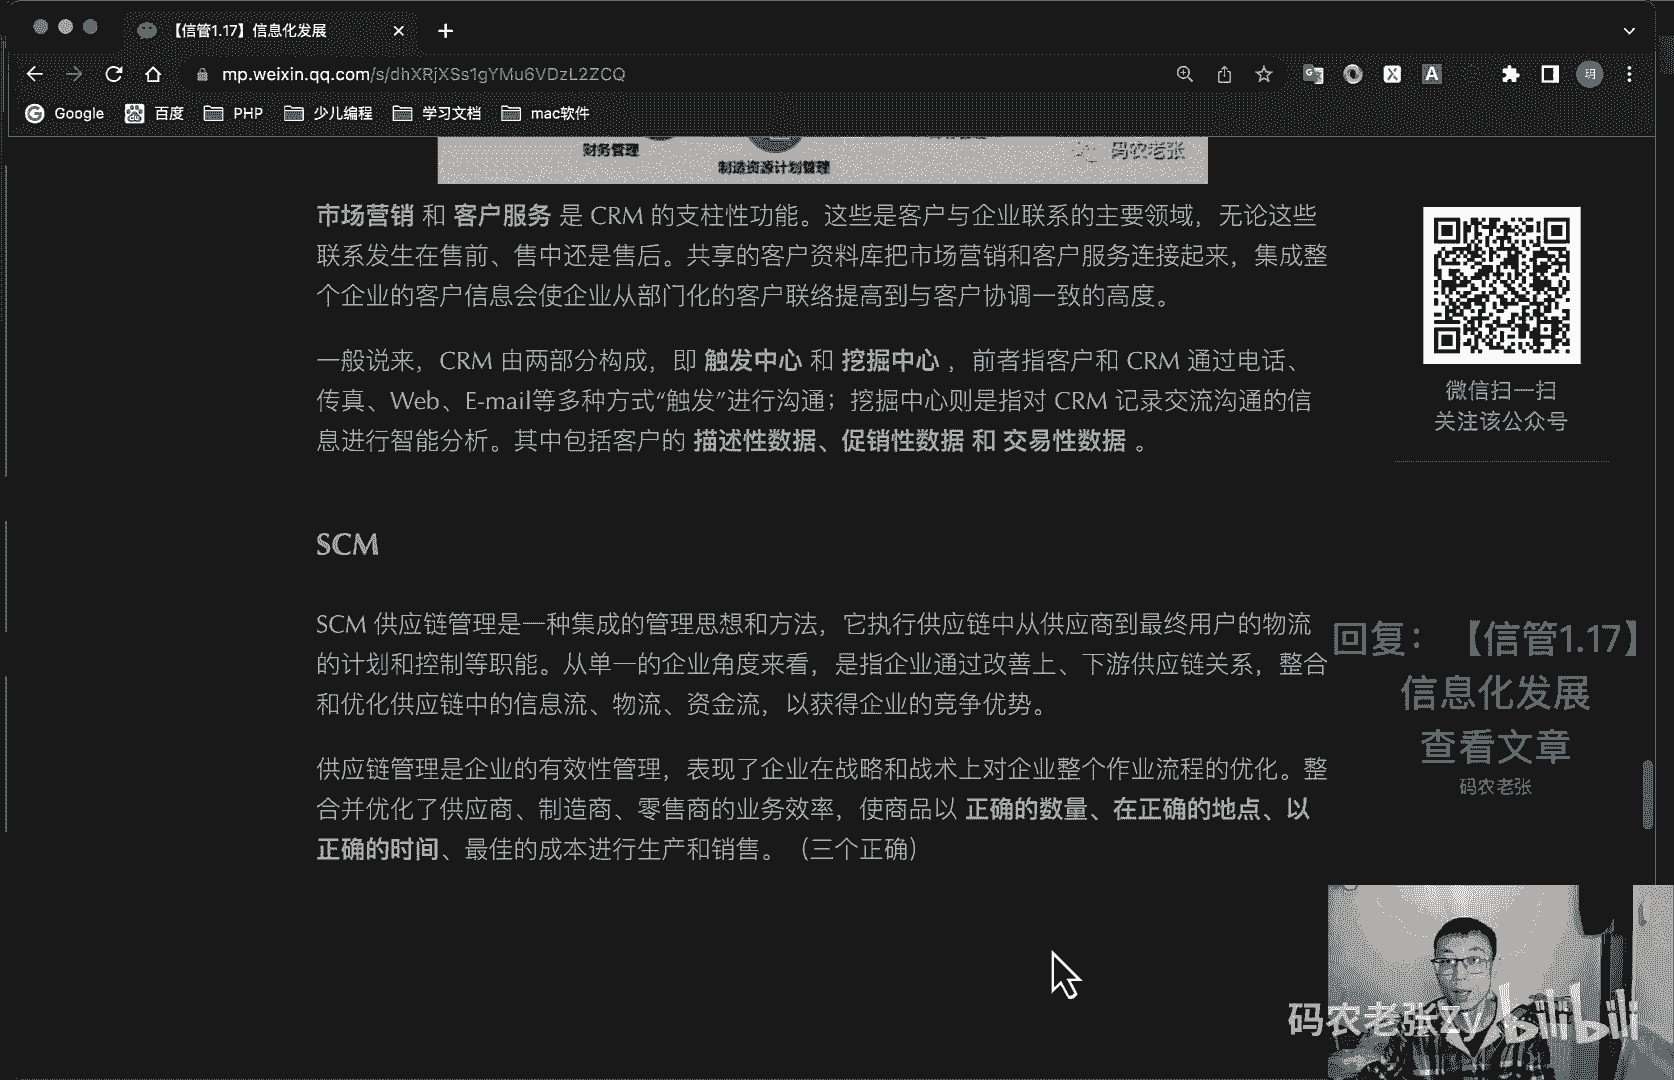 【信管1.17】信息化发展
mp.weixin.qq.com/s/dhXRjXSs1gYMu6VDzL2ZCQ
Google 百度 PHP 少儿编程 学习文档 mac软件
财务管理
制造资源计划管理
码农老张
市场营销 和 客户服务 是 CRM 的支柱性功能。这些是客户与企业联系的主要领域，无论这些
联系发生在售前、售中还是售后。共享的客户资料库把市场营销和客户服务连接起来，集成整
个企业的客户信息会使企业从部门化的客户联络提高到与客户协调一致的高度。
一般说来，CRM 由两部分构成，即 触发中心 和 挖掘中心 ，前者指客户和 CRM 通过电话、
传真、Web、E-mail等多种方式“触发”进行沟通；挖掘中心则是指对 CRM 记录交流沟通的信
息进行智能分析。其中包括客户的 描述性数据、促销性数据 和 交易性数据 。
SCM
SCM 供应链管理是一种集成的管理思想和方法，它执行供应链中从供应商到最终用户的物流
的计划和控制等职能。从单一的企业角度来看，是指企业通过改善上、下游供应链关系，整合
和优化供应链中的信息流、物流、资金流，以获得企业的竞争优势。
供应链管理是企业的有效性管理，表现了企业在战略和战术上对企业整个作业流程的优化。整
合并优化了供应商、制造商、零售商的业务效率，使商品以 正确的数量、在正确的地点、以
正确的时间、最佳的成本进行生产和销售。（三个正确）
微信扫一扫
关注该公众号
回复：【信管1.17】
信息化发展
查看文章
码农老张
码农老张Zy bilibili